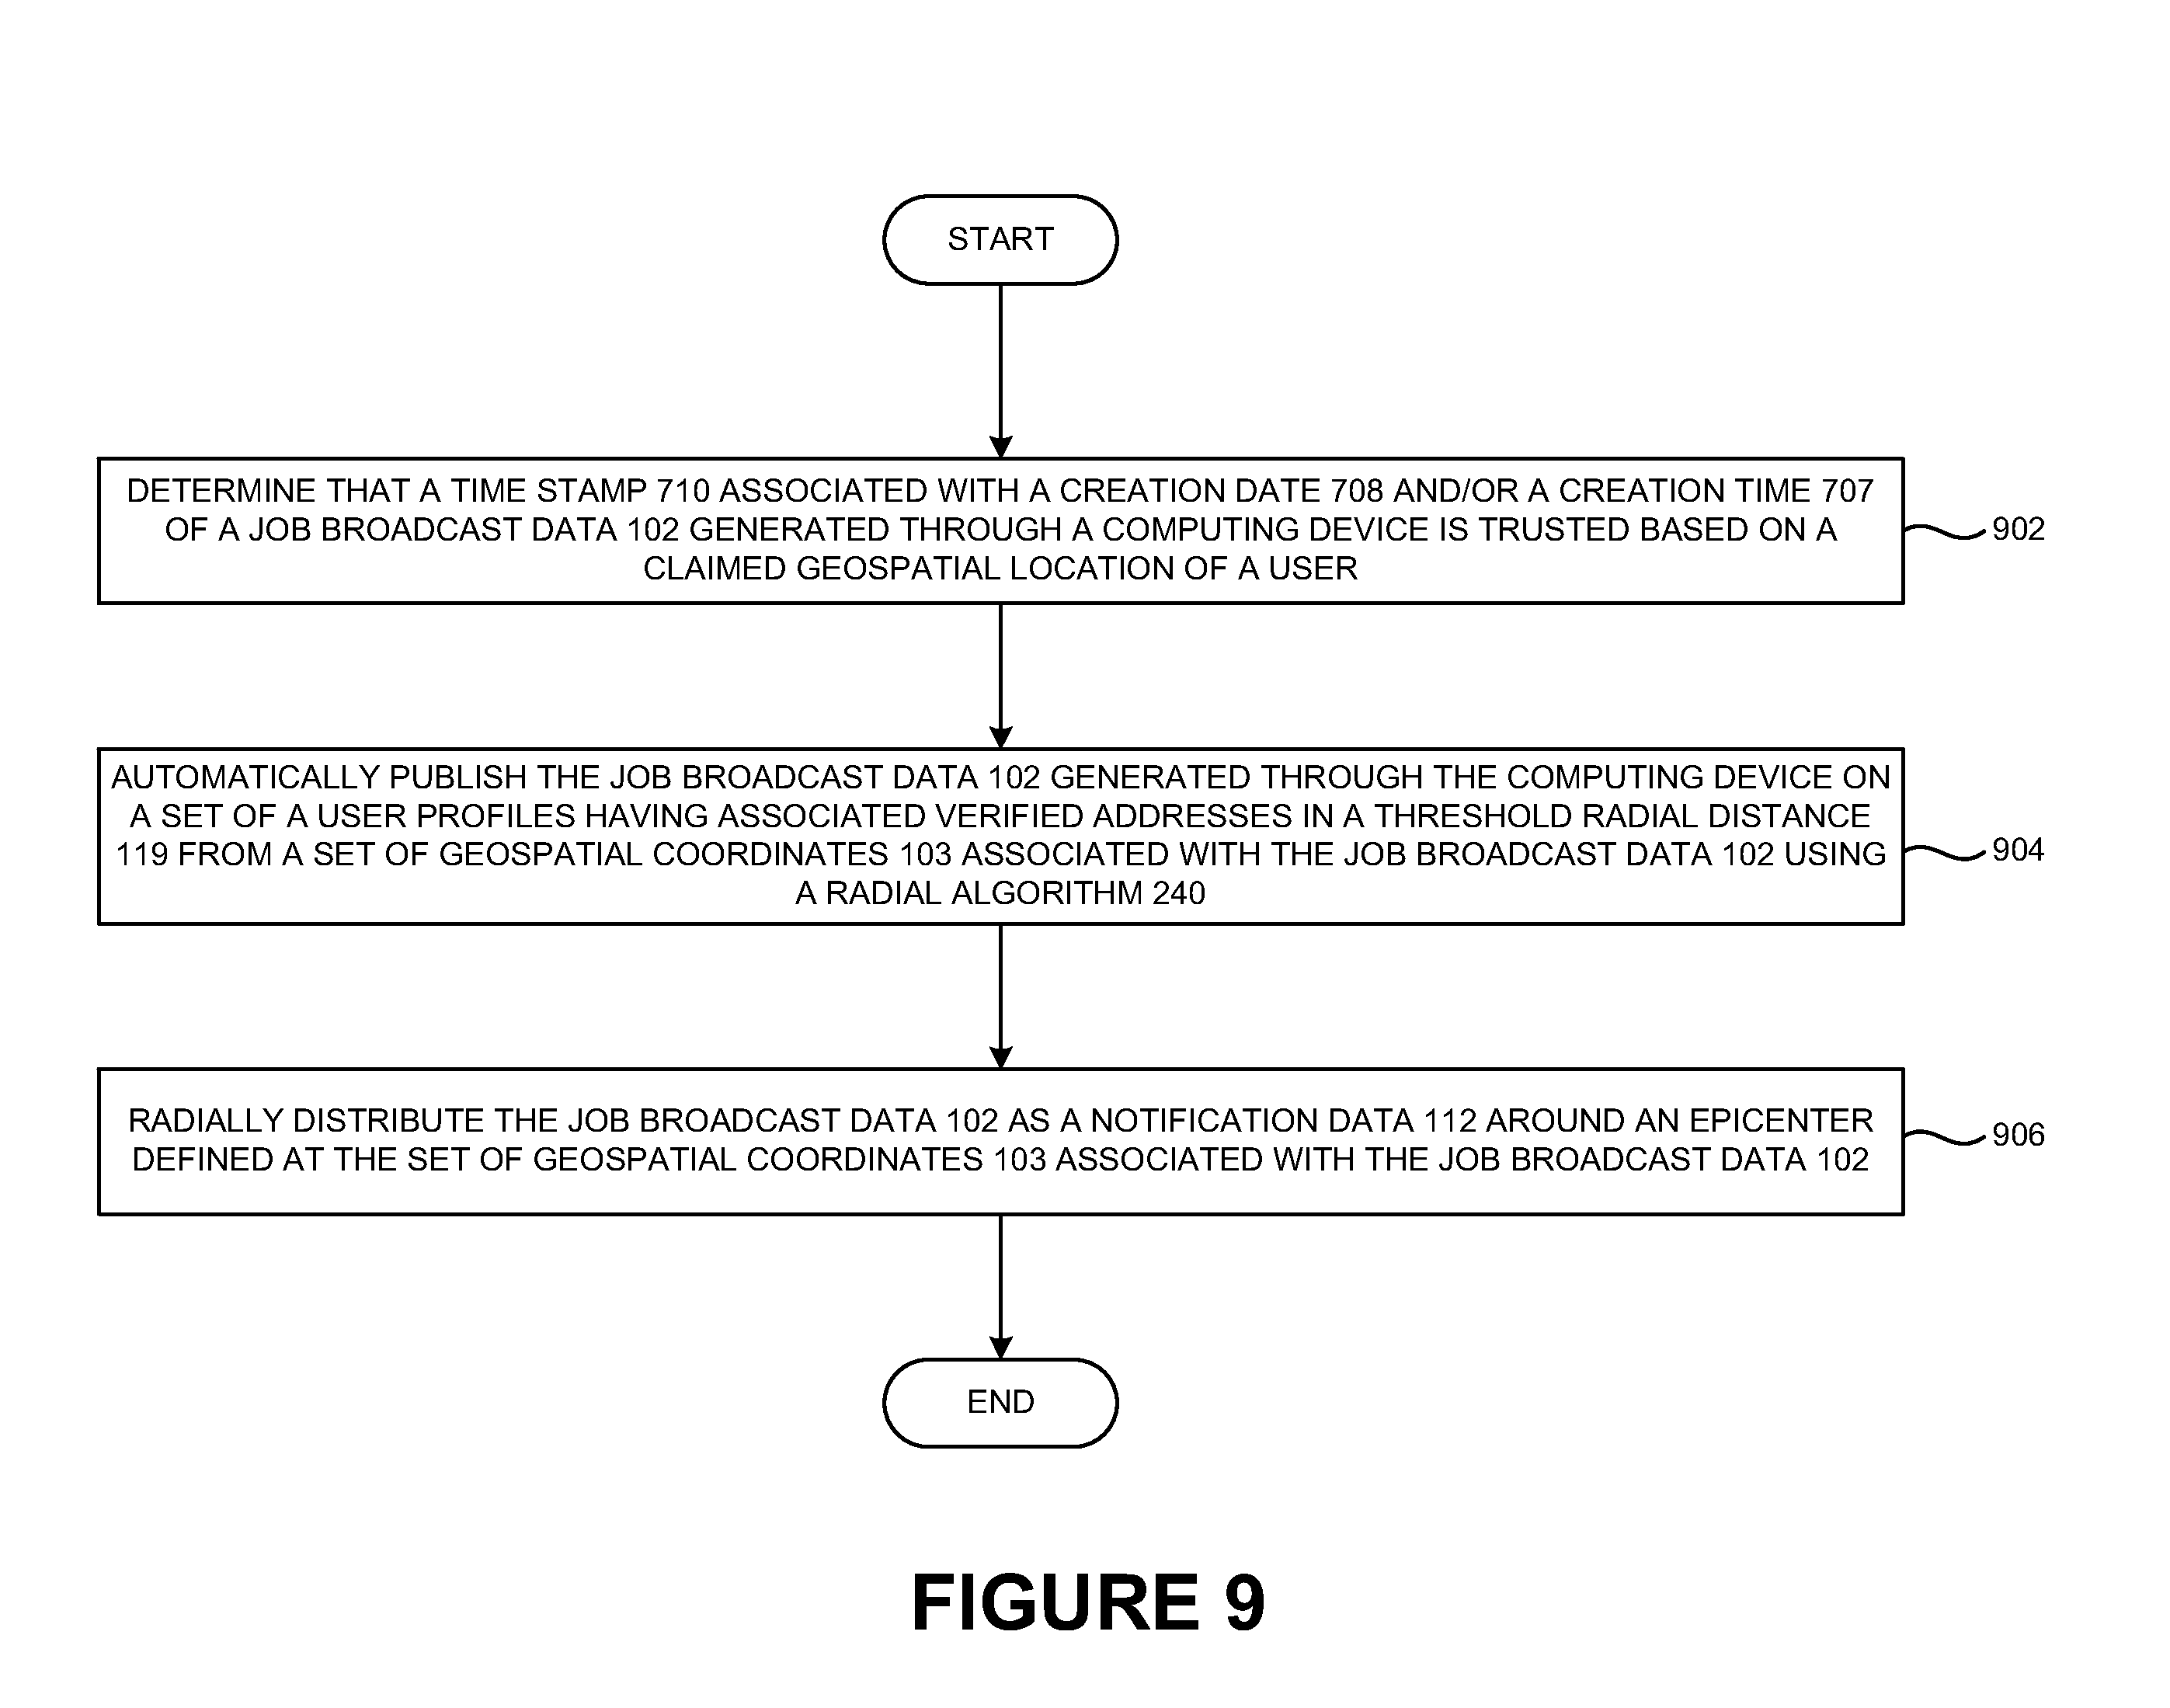 START
DETERMINE THAT A TIME STAMP 710 ASSOCIATED WITH A CREATION DATE 708 AND/OR A CREATION TIME 707
OF A JOB BROADCAST DATA 102 GENERATED THROUGH A COMPUTING DEVICE IS TRUSTED BASED ON A
CLAIMED GEOSPATIAL LOCATION OF A USER
902
AUTOMATICALLY PUBLISH THE JOB BROADCAST DATA 102 GENERATED THROUGH THE COMPUTING DEVICE ON
A SET OF A USER PROFILES HAVING ASSOCIATED VERIFIED ADDRESSES IN A THRESHOLD RADIAL DISTANCE
119 FROM A SET OF GEOSPATIAL COORDINATES 103 ASSOCIATED WITH THE JOB BROADCAST DATA 102 USING
A RADIAL ALGORITHM 240
904
RADIALLY DISTRIBUTE THE JOB BROADCAST DATA 102 AS A NOTIFICATION DATA 112 AROUND AN EPICENTER
DEFINED AT THE SET OF GEOSPATIAL COORDINATES 103 ASSOCIATED WITH THE JOB BROADCAST DATA 102
906
END
FIGURE 9